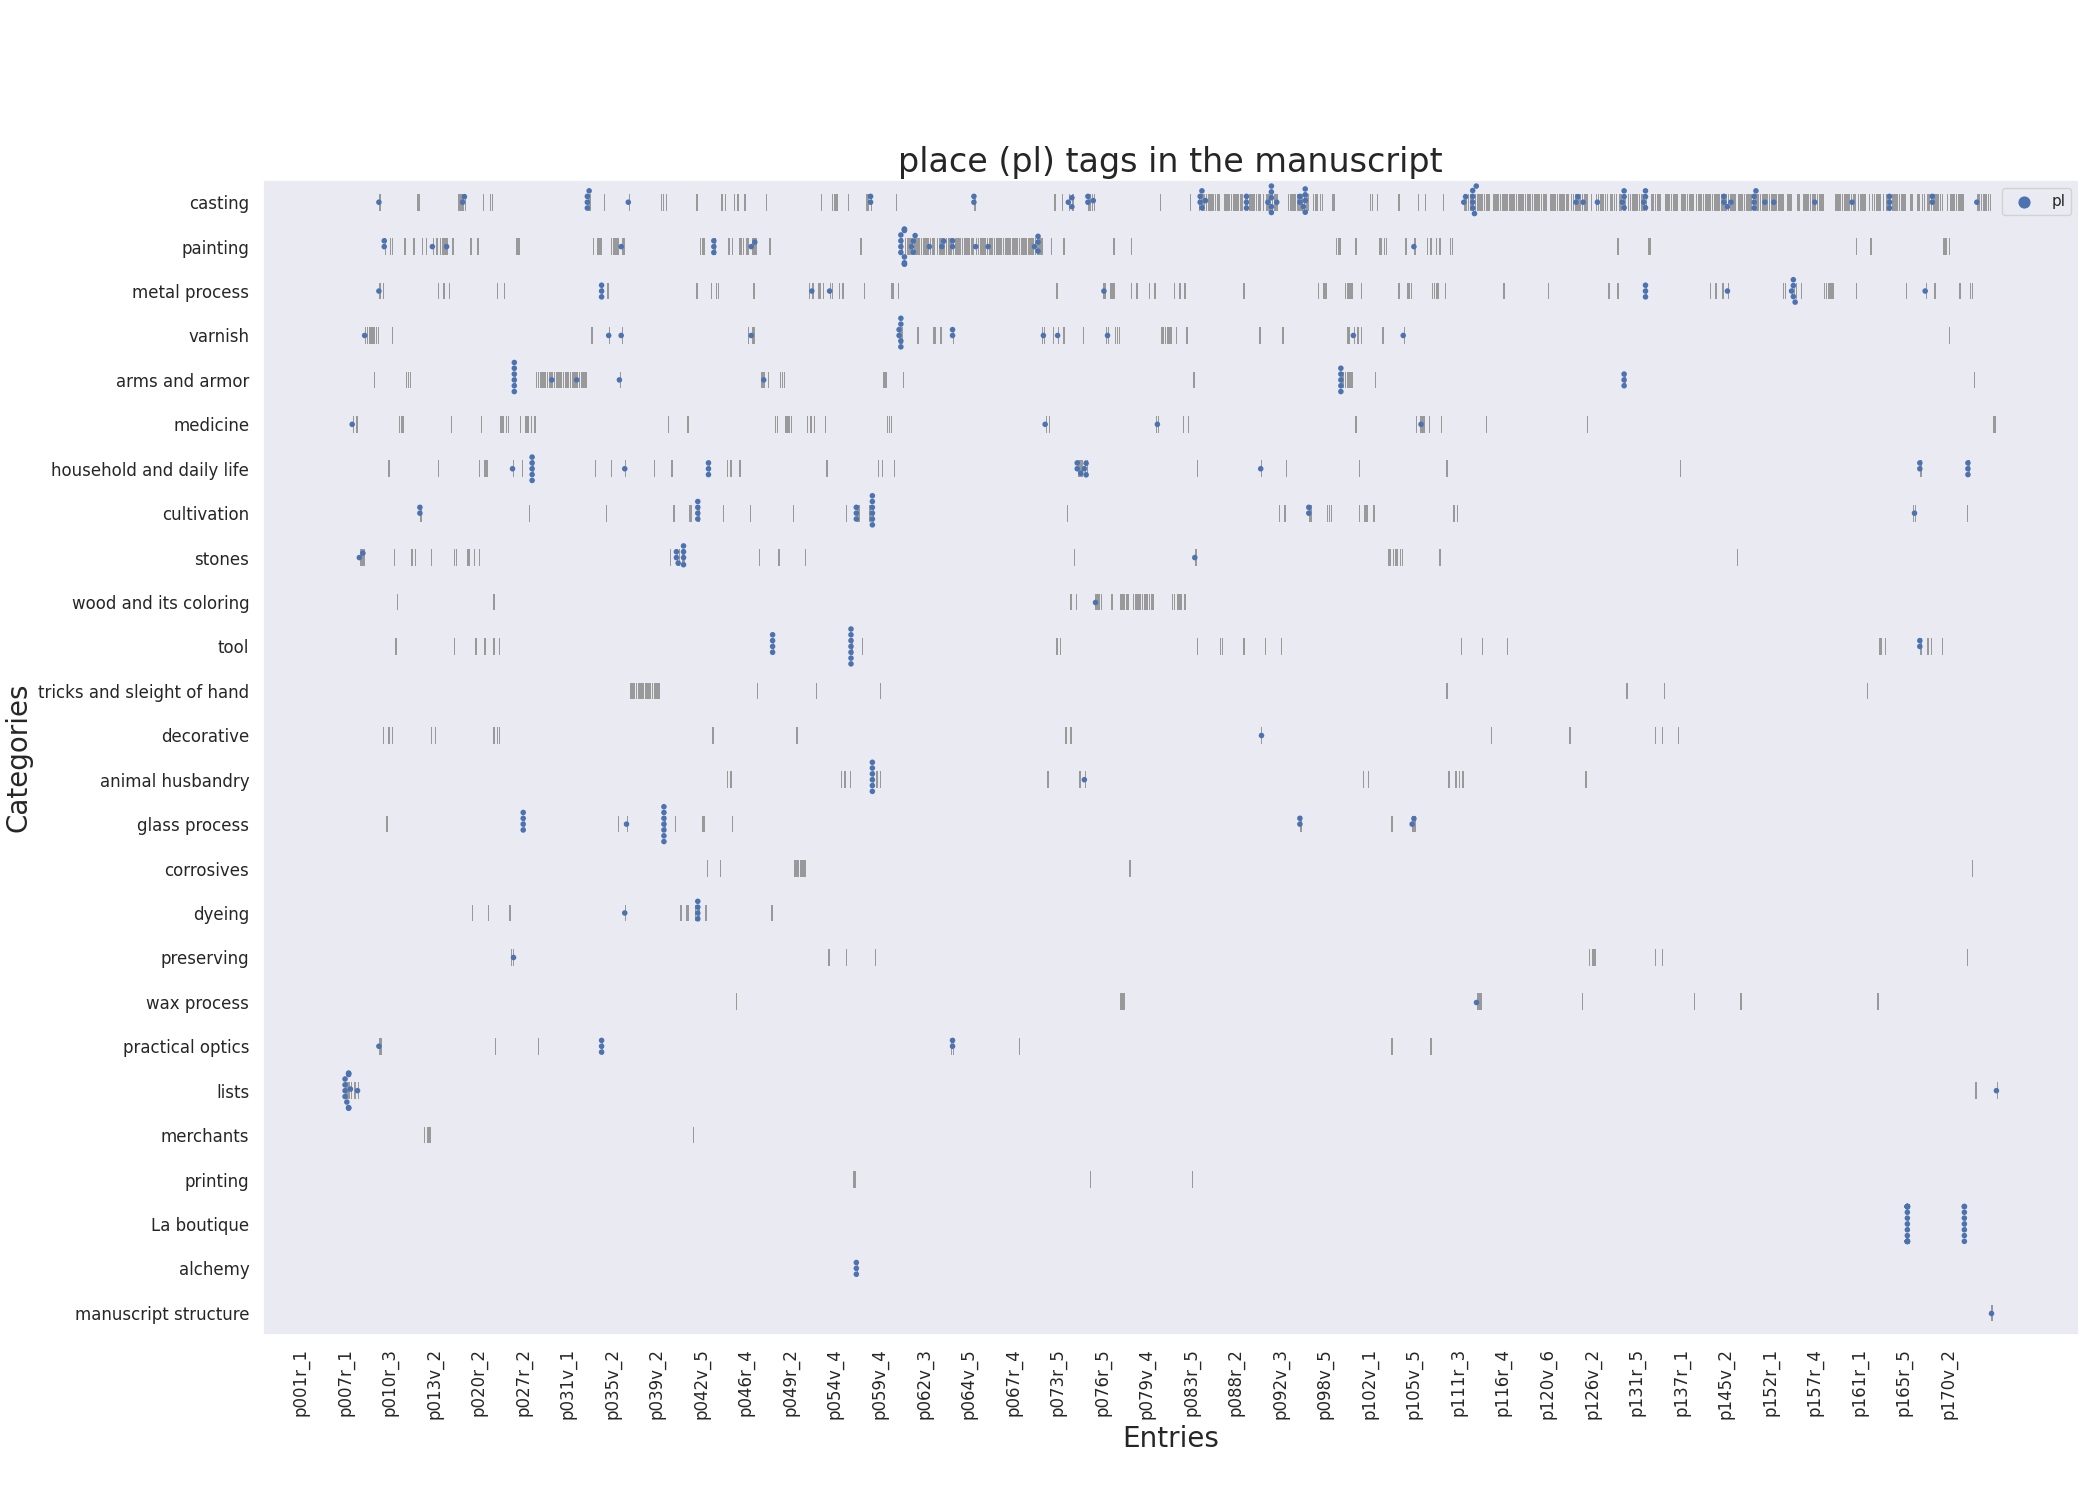 place (pl) tags in the manuscript
pl
Categories
casting
painting
metal process
varnish
arms and armor
medicine
household and daily life
cultivation
stones
wood and its coloring
tool
tricks and sleight of hand
decorative
animal husbandry
glass process
corrosives
dyeing
preserving
wax process
practical optics
lists
merchants
printing
La boutique
alchemy
manuscript structure
p001r_1
p007r_1
p010r_3
p013v_2
p020r_2
p027r_2
p031v_1
p035v_2
p039v_2
p042v_5
p046r_4
p049r_2
p054v_4
p059v_4
p062v_3
p064v_5
p067r_4
p073r_5
p076r_5
p079v_4
p083r_5
p088r_2
p092v_3
p098v_5
p102v_1
p105v_5
p111r_3
p116r_4
p120v_6
p126v_2
p131r_5
p137r_1
p145v_2
p152r_1
p157r_4
p161r_1
p165r_5
p170v_2
Entries